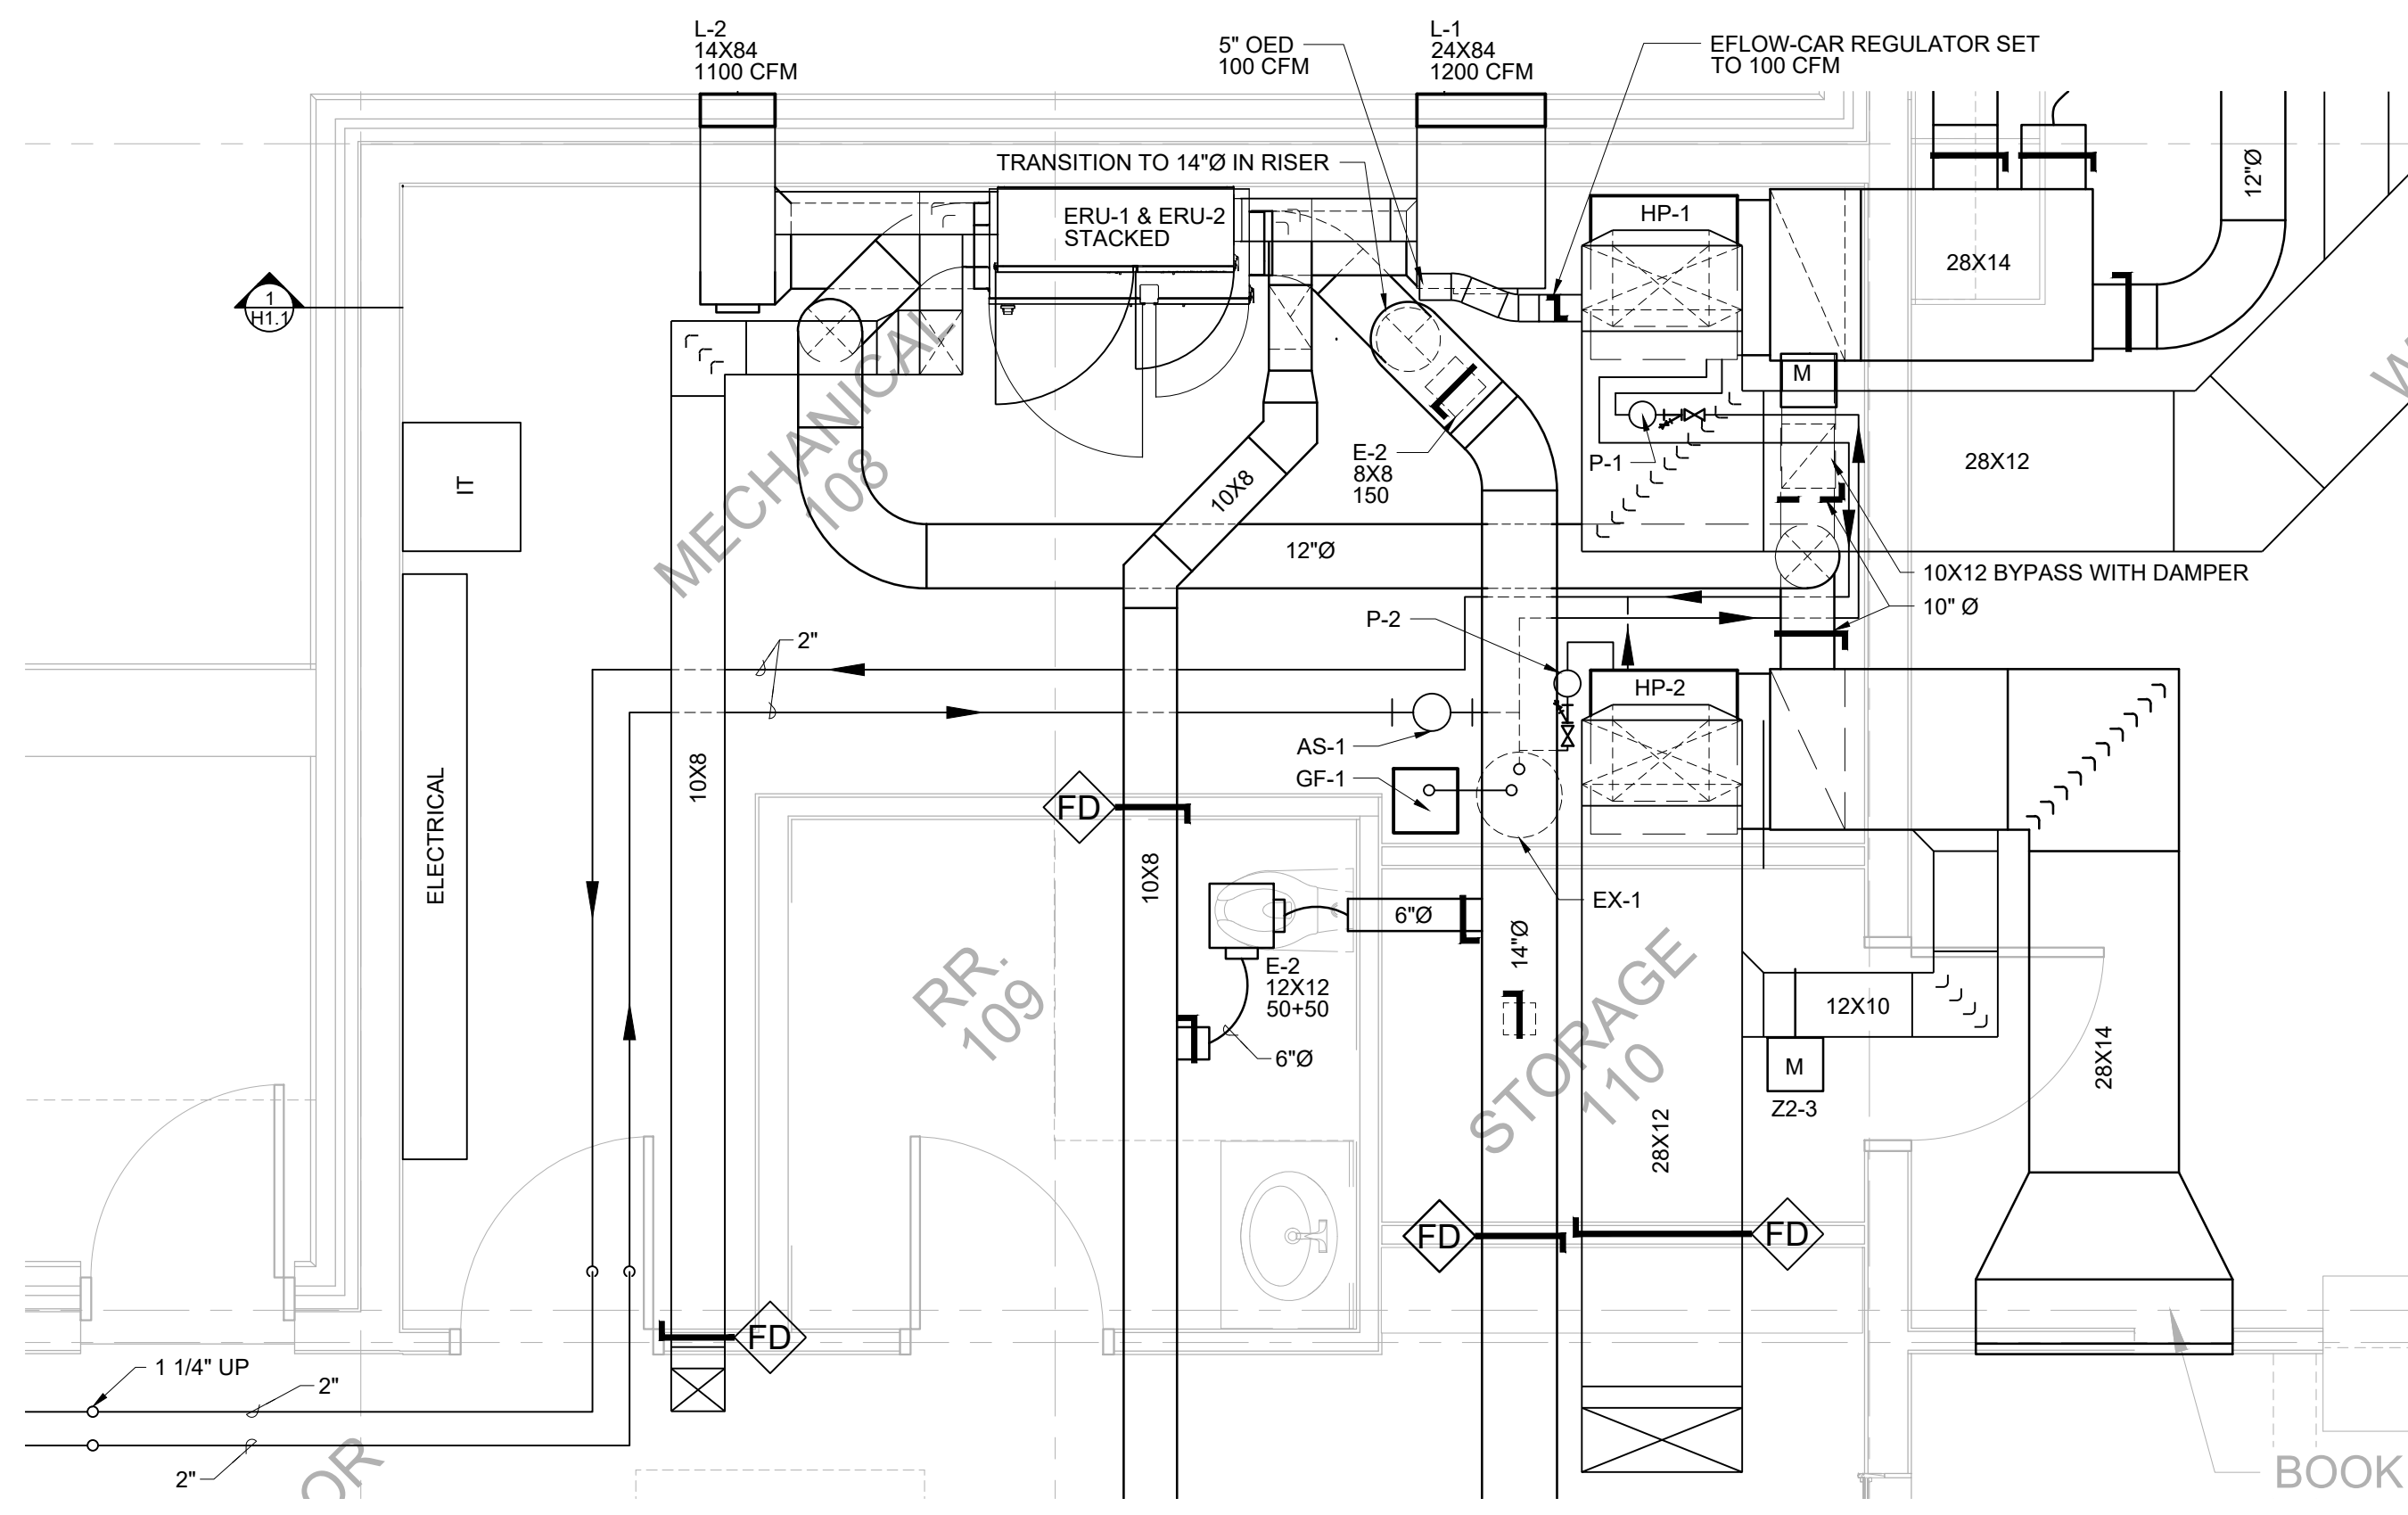 L-2
14X84
1100 CFM
5" OED
100 CFM
L-1
24X84
1200 CFM
EFLOW-CAR REGULATOR SET
TO 100 CFM
TRANSITION TO 14"Ø IN RISER
12"Ø
ERU-1 & ERU-2
STACKED
HP-1
28X14
1
H1.1
M
MECHANICAL
108
IT
E-2
8X8
150
P-1
28X12
10X8
12"Ø
10X12 BYPASS WITH DAMPER
10" Ø
P-2
2"
HP-2
AS-1
GF-1
10X8
ELECTRICAL
FD
10X8
EX-1
6"Ø
14"Ø
RR.
109
E-2
12X12
50+50
6"Ø
STORAGE
110
12X10
M
Z2-3
28X14
28X12
FD
FD
FD
1 1/4" UP
2"
2"
OR
BOOK